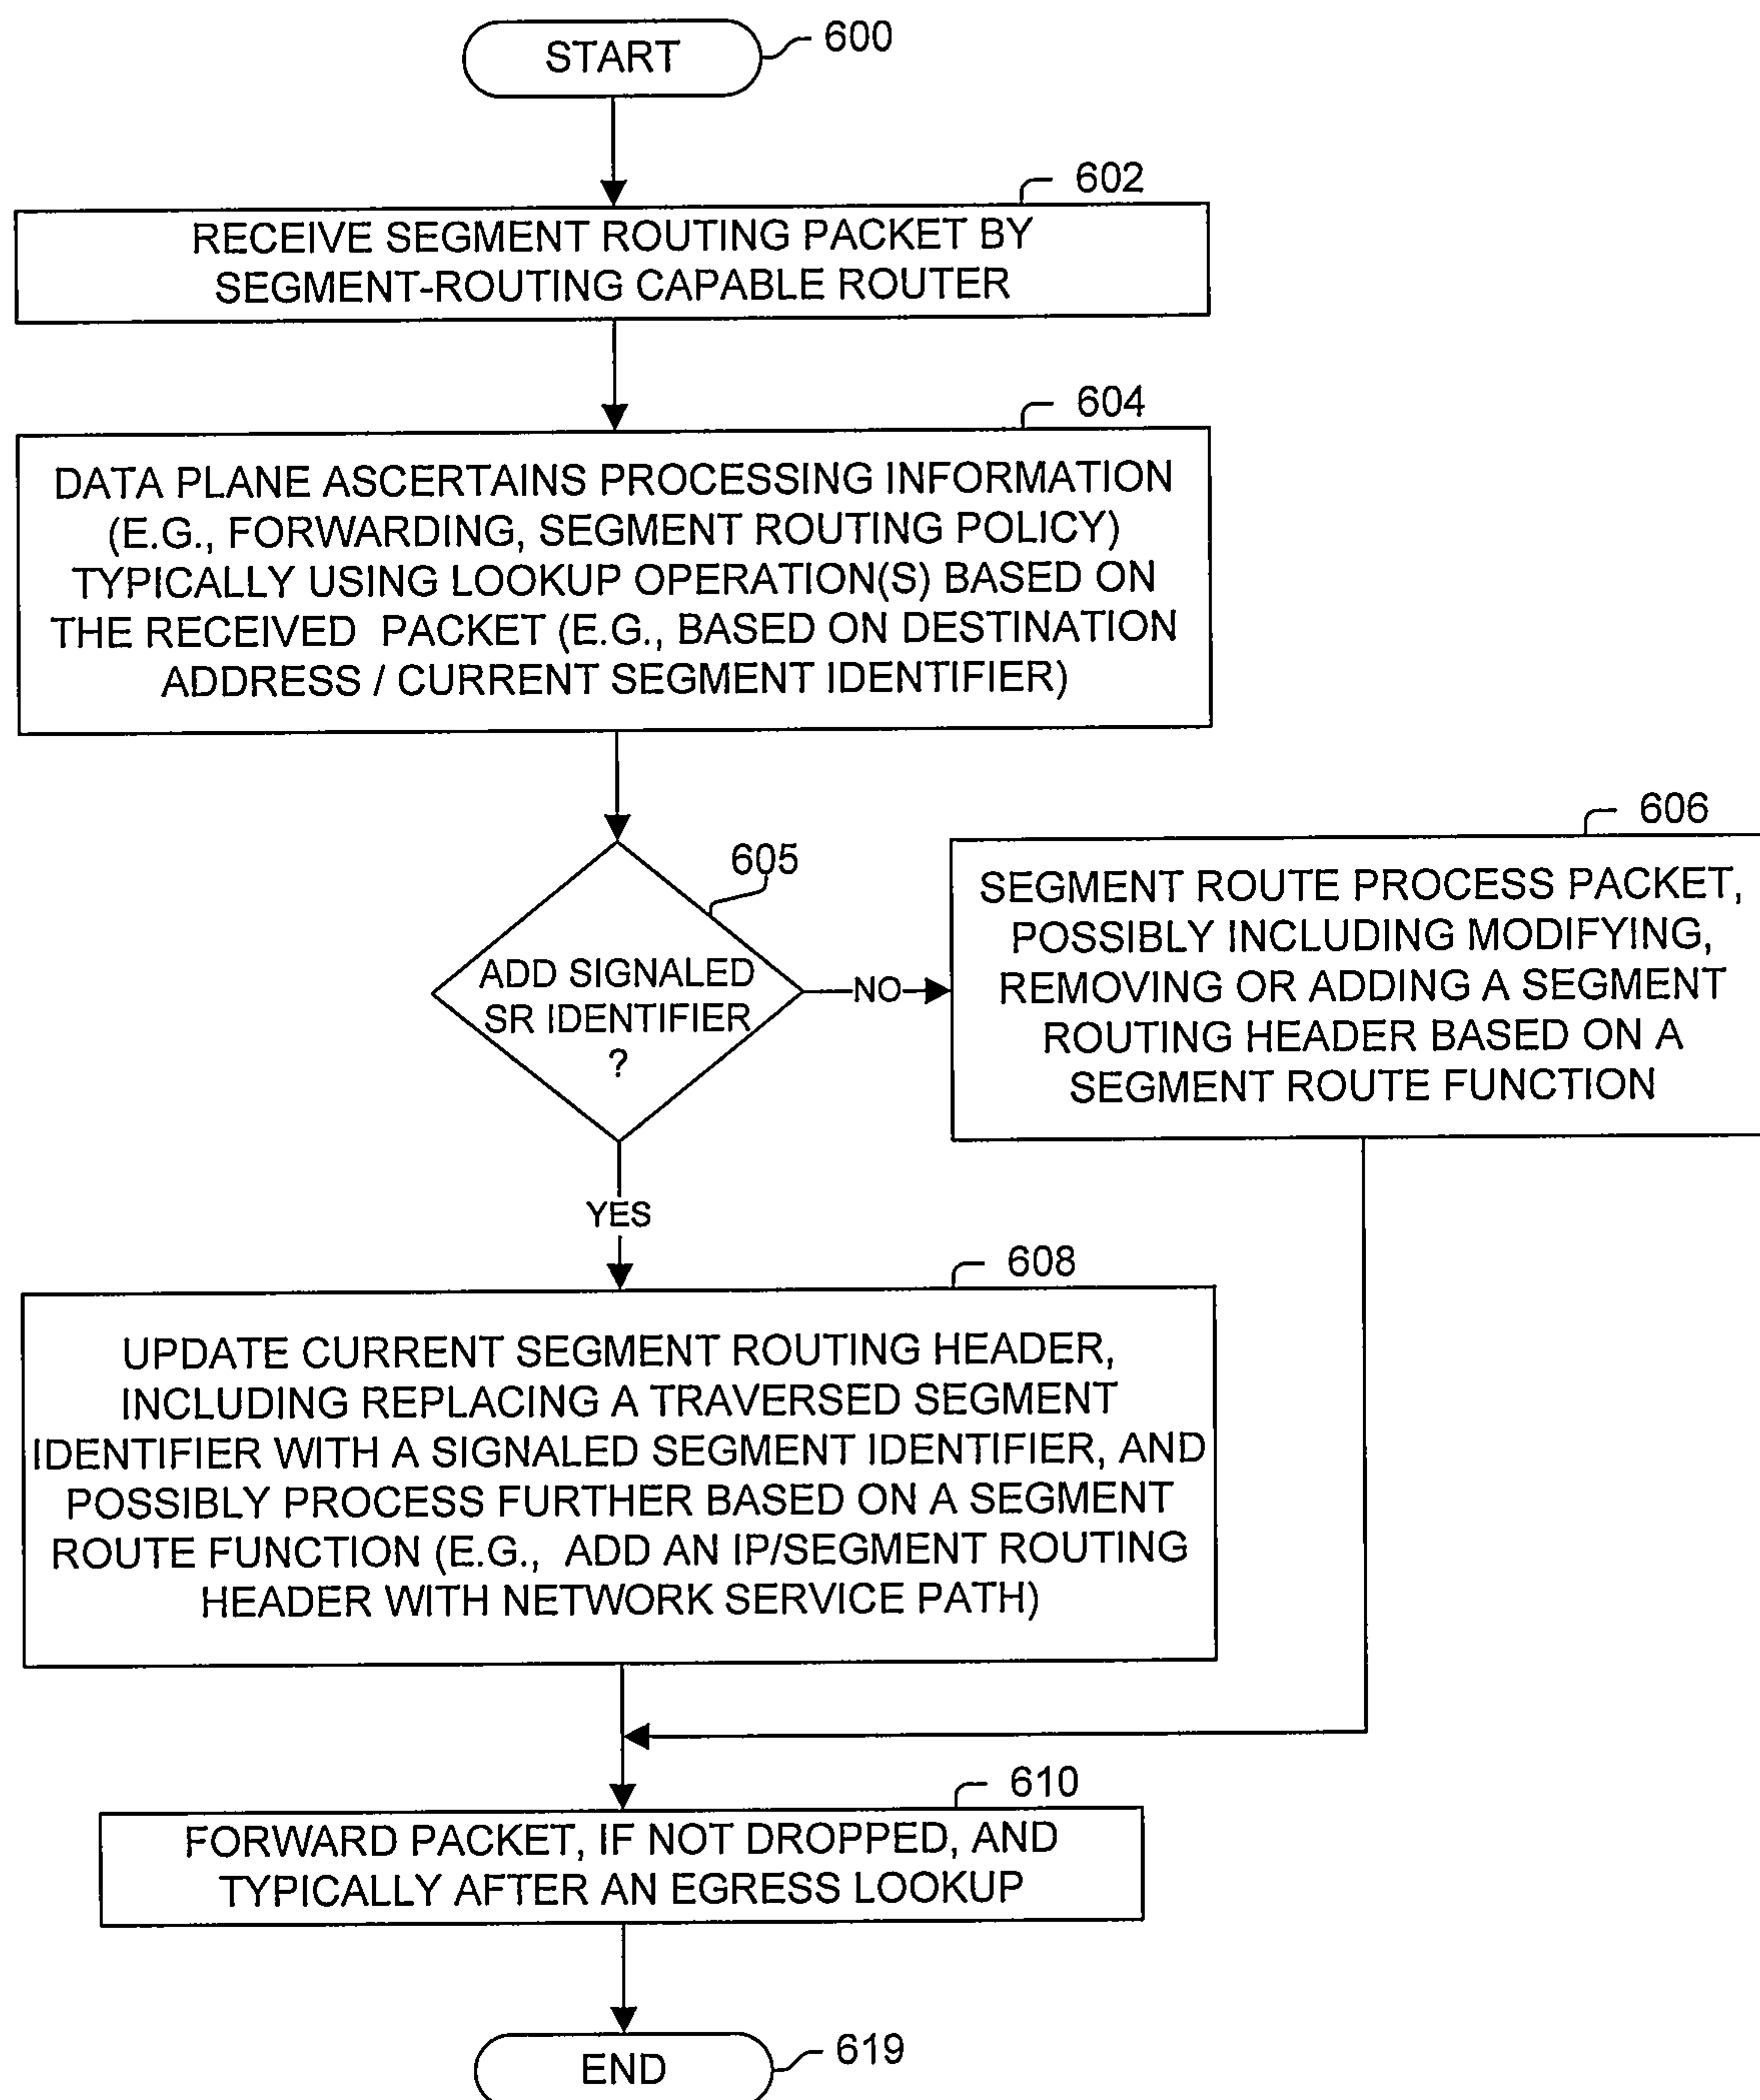 START
600
602
RECEIVE SEGMENT ROUTING PACKET BY
SEGMENT-ROUTING CAPABLE ROUTER
604
DATA PLANE ASCERTAINS PROCESSING INFORMATION
(E.G., FORWARDING, SEGMENT ROUTING POLICY)
TYPICALLY USING LOOKUP OPERATION(S) BASED ON
THE RECEIVED PACKET (E.G., BASED ON DESTINATION
ADDRESS / CURRENT SEGMENT IDENTIFIER)
605
ADD SIGNALED
SR IDENTIFIER
?
NO
606
SEGMENT ROUTE PROCESS PACKET,
POSSIBLY INCLUDING MODIFYING,
REMOVING OR ADDING A SEGMENT
ROUTING HEADER BASED ON A
SEGMENT ROUTE FUNCTION
YES
608
UPDATE CURRENT SEGMENT ROUTING HEADER,
INCLUDING REPLACING A TRAVERSED SEGMENT
IDENTIFIER WITH A SIGNALED SEGMENT IDENTIFIER, AND
POSSIBLY PROCESS FURTHER BASED ON A SEGMENT
ROUTE FUNCTION (E.G., ADD AN IP/SEGMENT ROUTING
HEADER WITH NETWORK SERVICE PATH)
610
FORWARD PACKET, IF NOT DROPPED, AND
TYPICALLY AFTER AN EGRESS LOOKUP
END
619